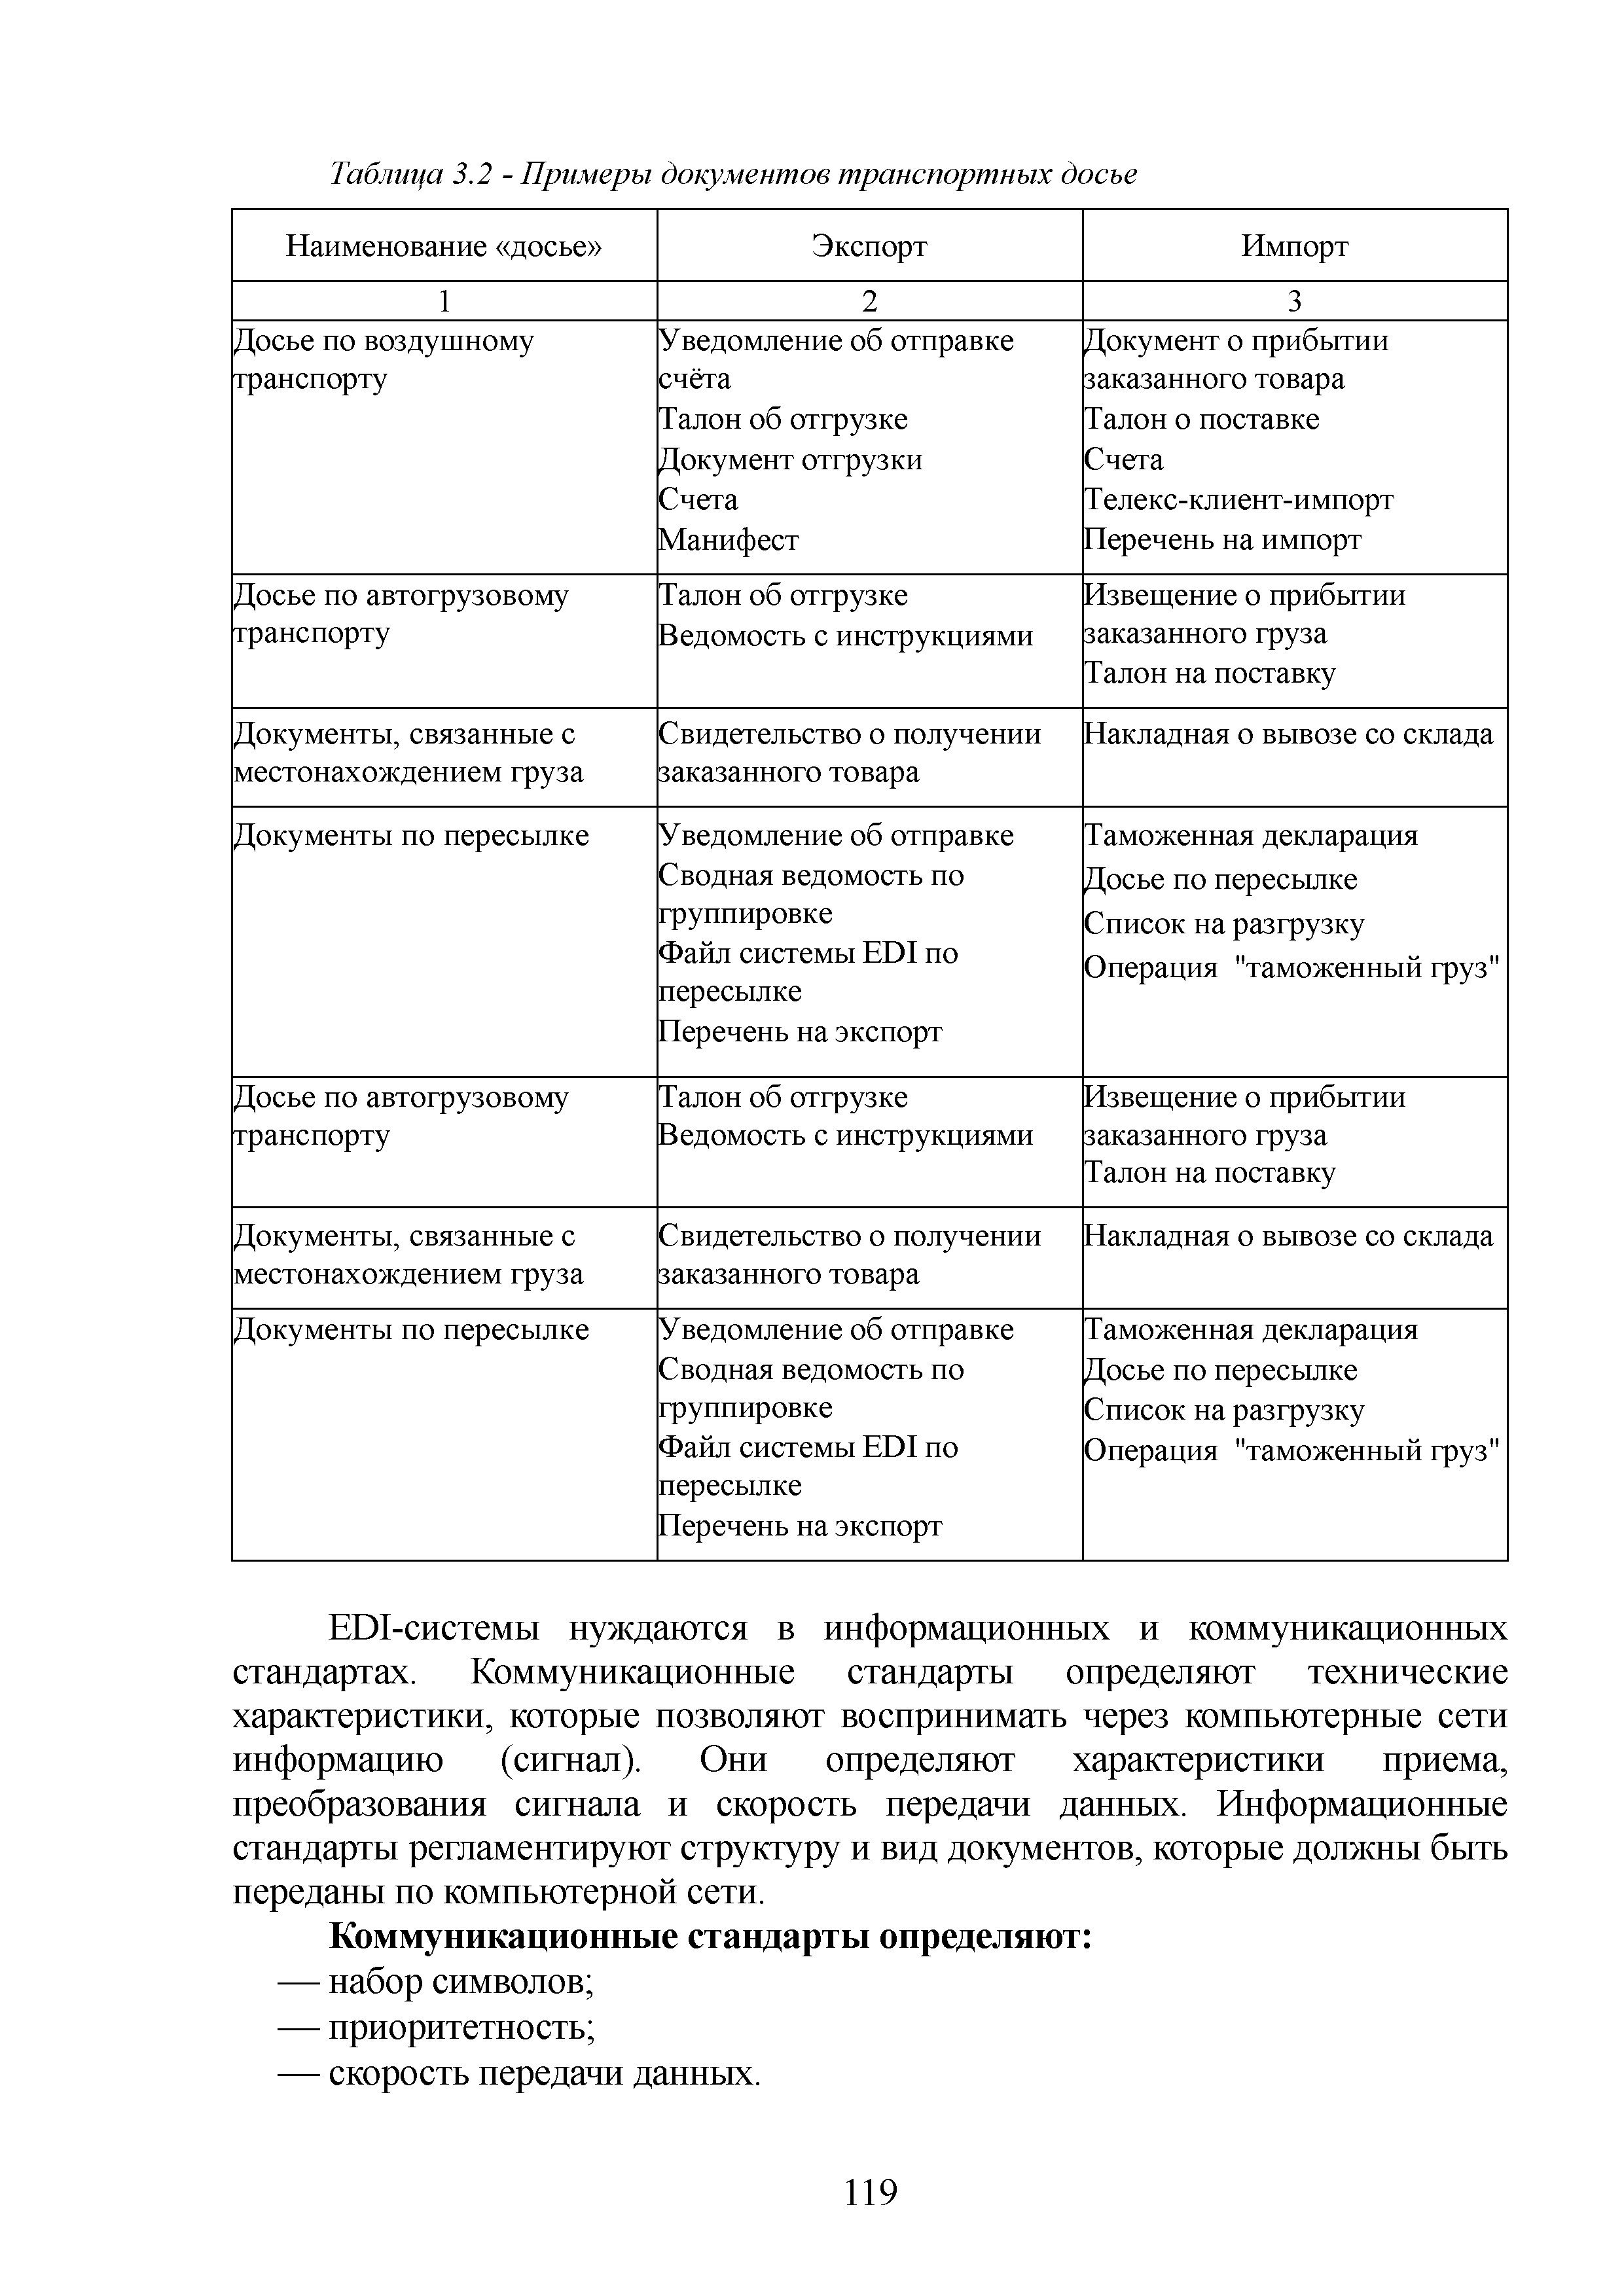 Таблица 3.2 - Примеры документов транспортных досье
Наименование «досье»
Экспорт
Импорт
1
2
3
Досье по воздушному
транспорту
Уведомление об отправке
счёта
Талон об отгрузке
Документ отгрузки
Счета
Манифест
Документ о прибытии
заказанного товара
Талон о поставке
Счета
Телекс-клиент-импорт
Перечень на импорт
Досье по автогрузовому
транспорту
Талон об отгрузке
Ведомость с инструкциями
Извещение о прибытии
заказанного груза
Талон на поставку
Документы, связанные с
местонахождением груза
Свидетельство о получении
заказанного товара
Накладная о вывозе со склада
Документы по пересылке
Уведомление об отправке
Сводная ведомость по
группировке
Файл системы EDI по
пересылке
Перечень на экспорт
Таможенная декларация
Досье по пересылке
Список на разгрузку
Операция "таможенный груз"
Досье по автогрузовому
транспорту
Талон об отгрузке
Ведомость с инструкциями
Извещение о прибытии
заказанного груза
Талон на поставку
Документы, связанные с
местонахождением груза
Свидетельство о получении
заказанного товара
Накладная о вывозе со склада
Документы по пересылке
Уведомление об отправке
Сводная ведомость по
группировке
Файл системы EDI по
пересылке
Перечень на экспорт
Таможенная декларация
Досье по пересылке
Список на разгрузку
Операция "таможенный груз"
EDI-системы нуждаются в информационных и коммуникационных
стандартах. Коммуникационные стандарты определяют технические
характеристики, которые позволяют воспринимать через компьютерные сети
информацию (сигнал). Они определяют характеристики приема,
преобразования сигнала и скорость передачи данных. Информационные
стандарты регламентируют структуру и вид документов, которые должны быть
переданы по компьютерной сети.
Коммуникационные стандарты определяют:
— набор символов;
— приоритетность;
— скорость передачи данных.
119